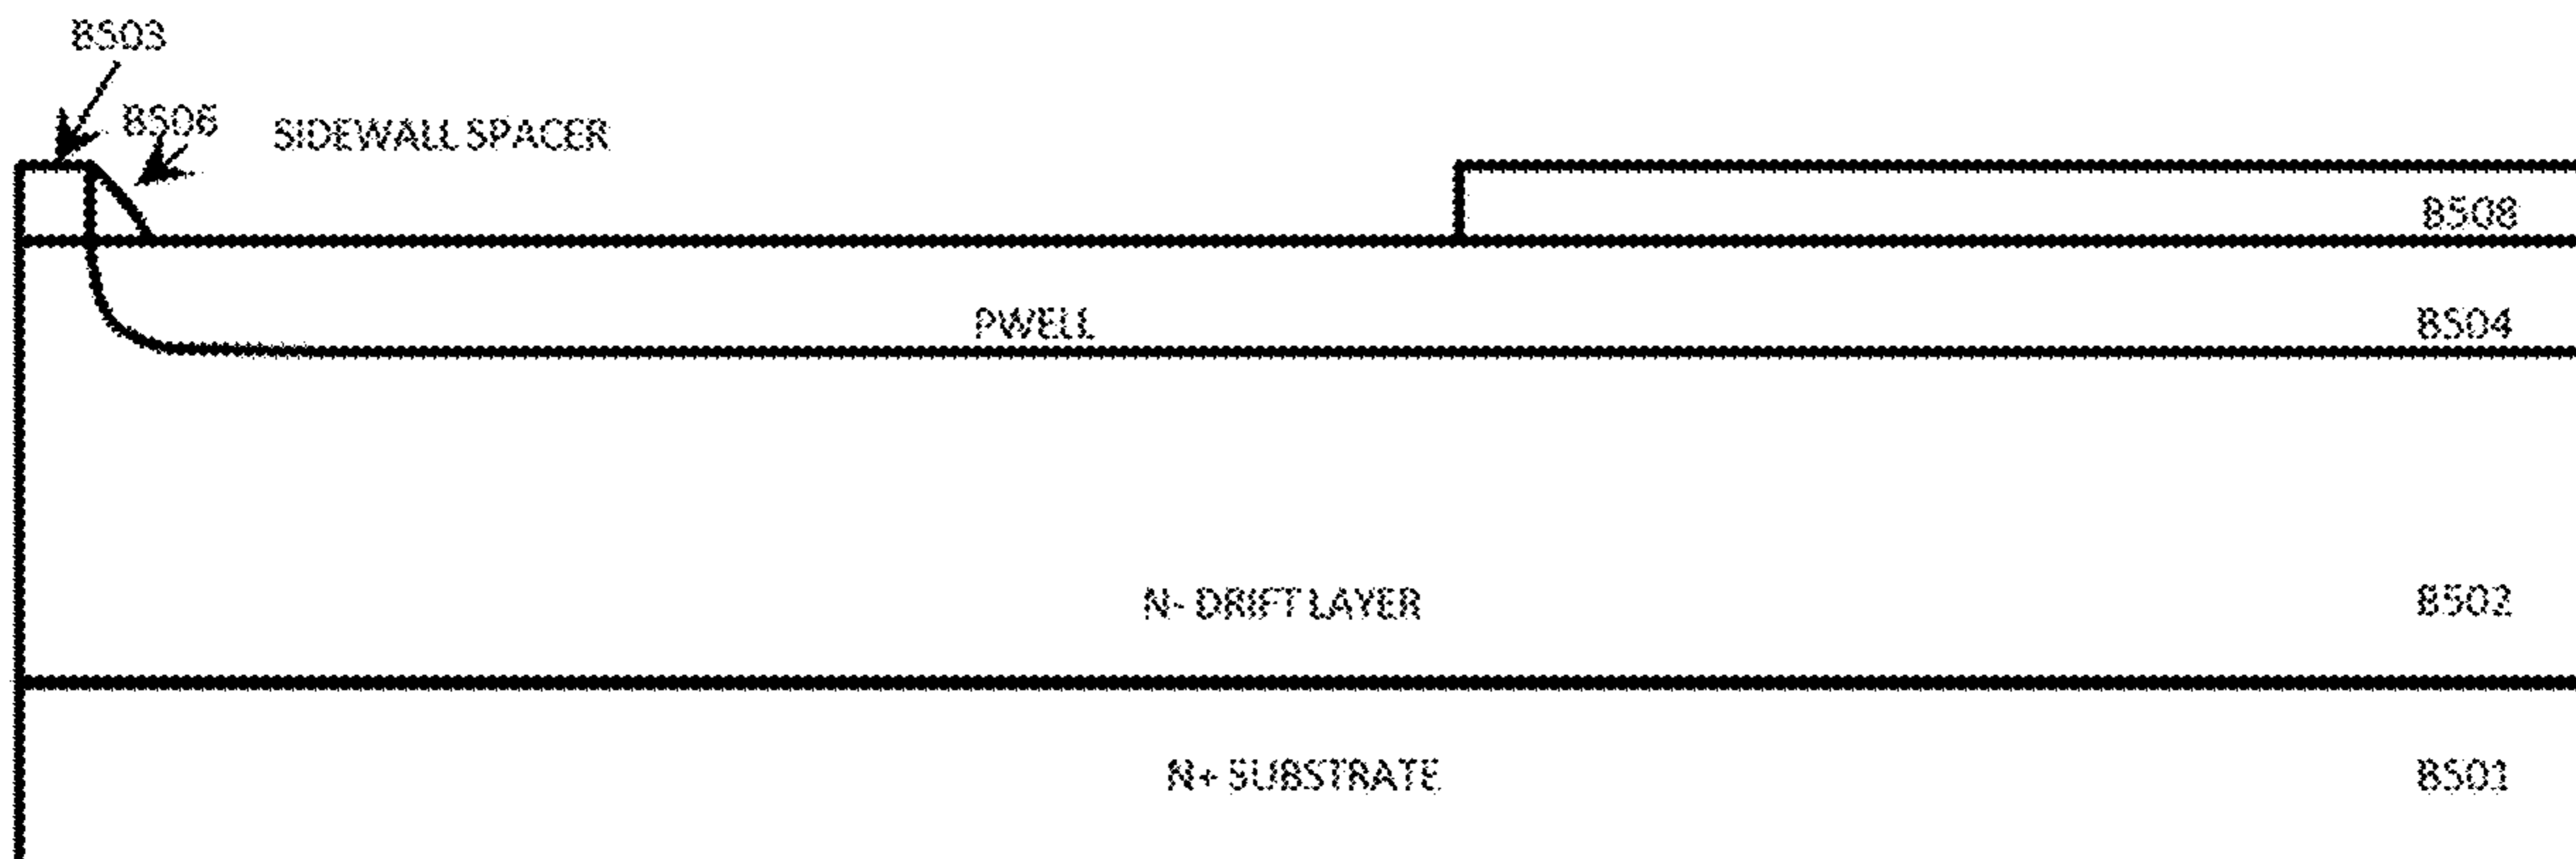 8503
8506 SIDEWALL SPACER
8508
PWELL 8504
N- DRIFT LAYER 8502
N+ SUBSTRATE 8501